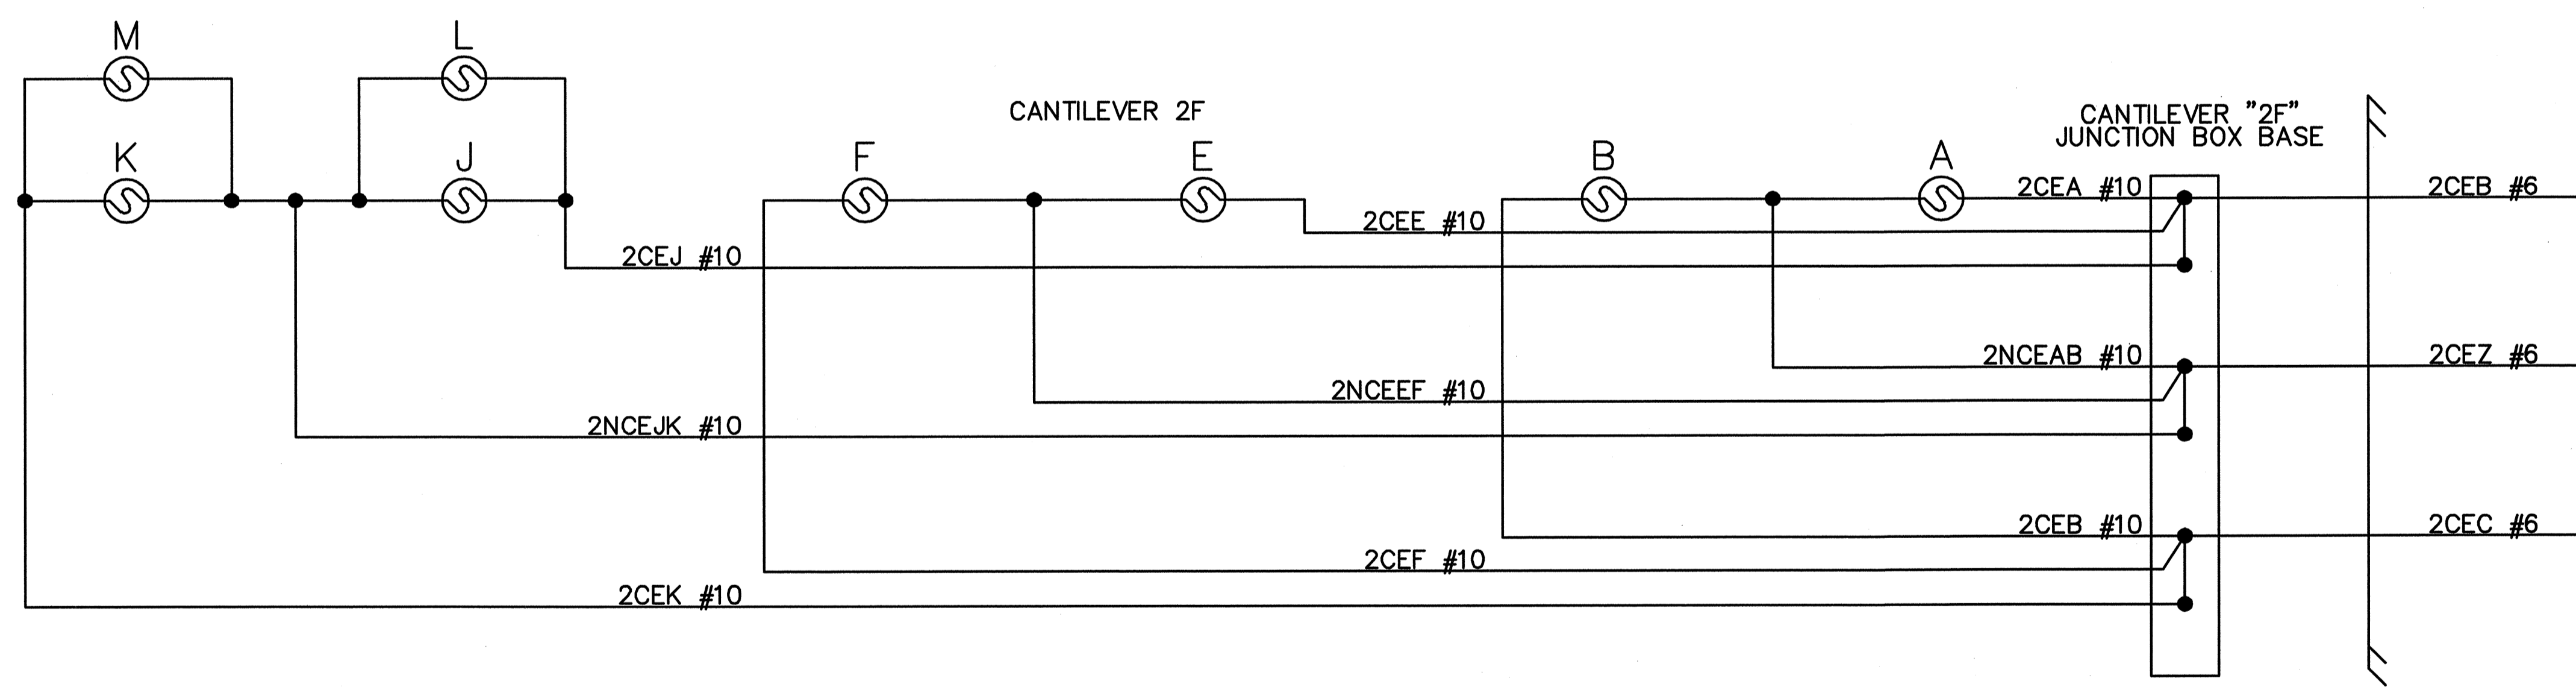 M
L
K
J
CANTILEVER 2F
F
E
B
A
CANTILEVER "2F"
JUNCTION BOX BASE
2CEA #10
2CEB #6
2CEE #10
2CEJ #10
2NCEAB #10
2CEZ #6
2NCEEF #10
2NCEJK #10
2CEB #10
2CEC #6
2CEF #10
2CEK #10